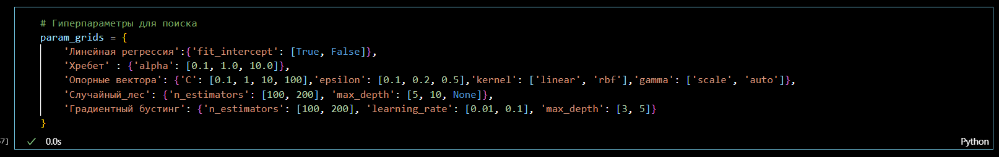 # Гиперпараметры для поиска
param_grids = {
'Линейная регрессия':{'fit_intercept': [True, False]},
'Хребет' : {'alpha': [0.1, 1.0, 10.0]},
'Опорные вектора': {'C': [0.1, 1, 10, 100],'epsilon': [0.1, 0.2, 0.5],'kernel': ['linear', 'rbf'],'gamma': ['scale', 'auto']},
'Случайный_лес': {'n_estimators': [100, 200], 'max_depth': [5, 10, None]},
'Градиентный бустинг': {'n_estimators': [100, 200], 'learning_rate': [0.01, 0.1], 'max_depth': [3, 5]}
}
7] ✓ 0.0s Python